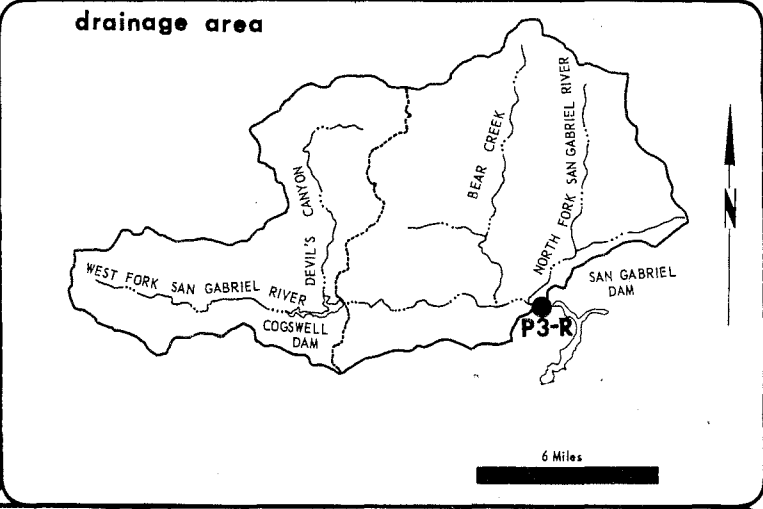 drainage area
BEAR CREEK
NORTH FORK SAN GABRIEL RIVER
DEVIL'S CANYON
WEST FORK SAN GABRIEL RIVER
COGSWELL
DAM
SAN GABRIEL
DAM
P3-R
N
6 Miles